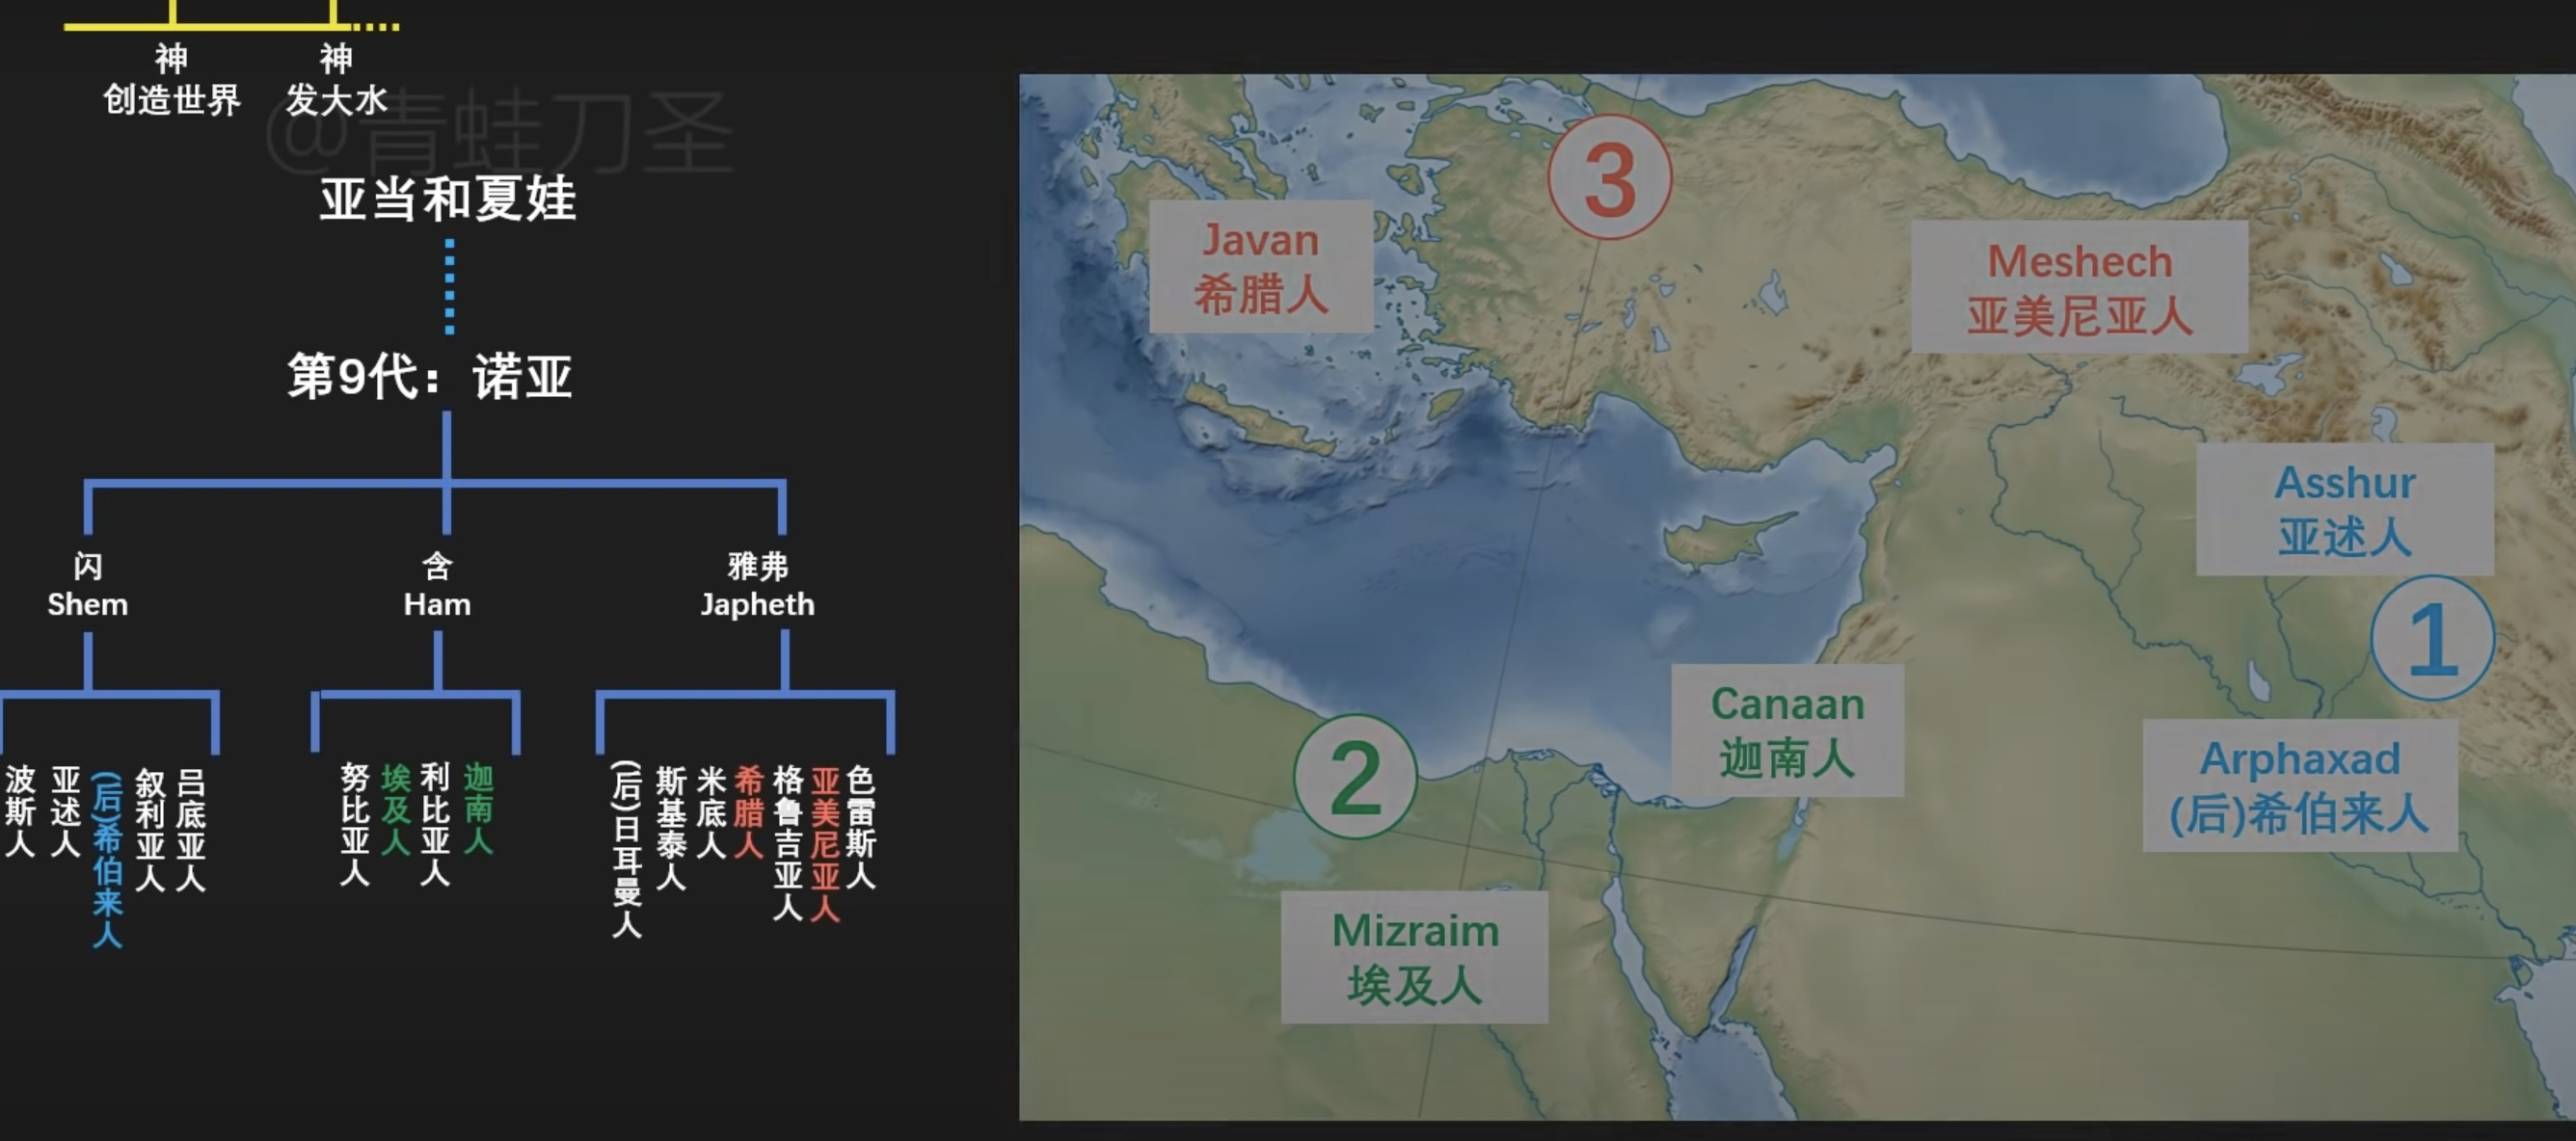 神
创造世界
神
发大水
@青蛙刀圣
亚当和夏娃
第9代：诺亚
闪
Shem
含
Ham
雅弗
Japheth
波斯人
亚述人
(后)希伯来人
叙利亚人
吕底亚人
努比亚人
埃及人
利比亚人
迦南人
(后)日耳曼人
斯基泰人
米底人
希腊人
格鲁吉亚人
亚美尼亚人
色雷斯人
3
Javan
希腊人
Meshech
亚美尼亚人
Asshur
亚述人
1
Canaan
迦南人
2
Arphaxad
(后)希伯来人
Mizraim
埃及人